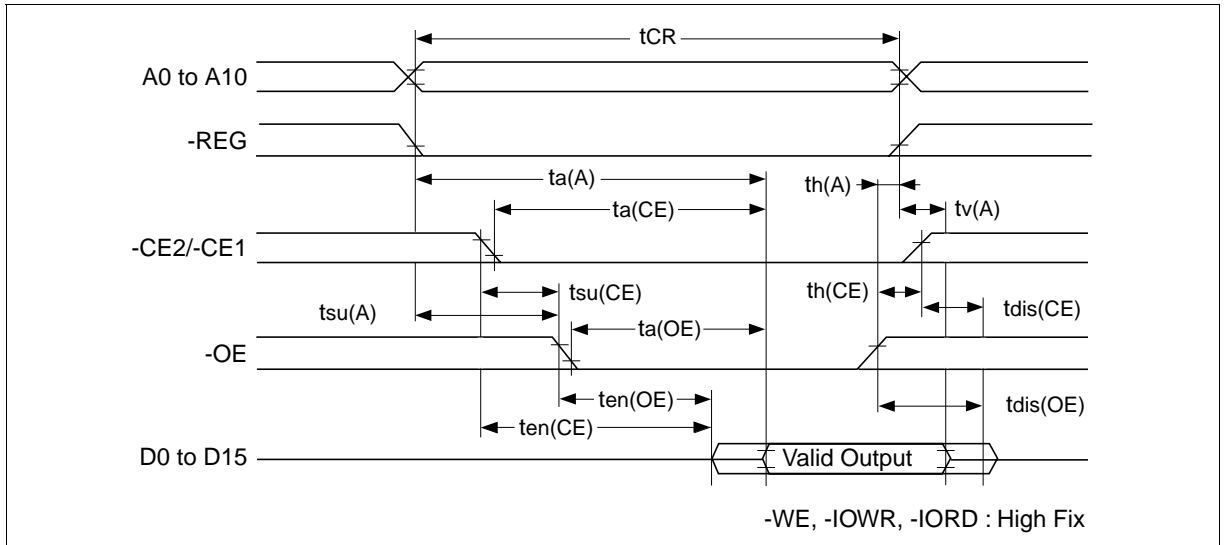 tCR
A0 to A10
-REG
ta(A)
th(A)
ta(CE)
tv(A)
-CE2/-CE1
tsu(CE)
th(CE)
tsu(A)
tdis(CE)
ta(OE)
-OE
ten(OE)
tdis(OE)
ten(CE)
D0 to D15
Valid Output
-WE, -IOWR, -IORD : High Fix